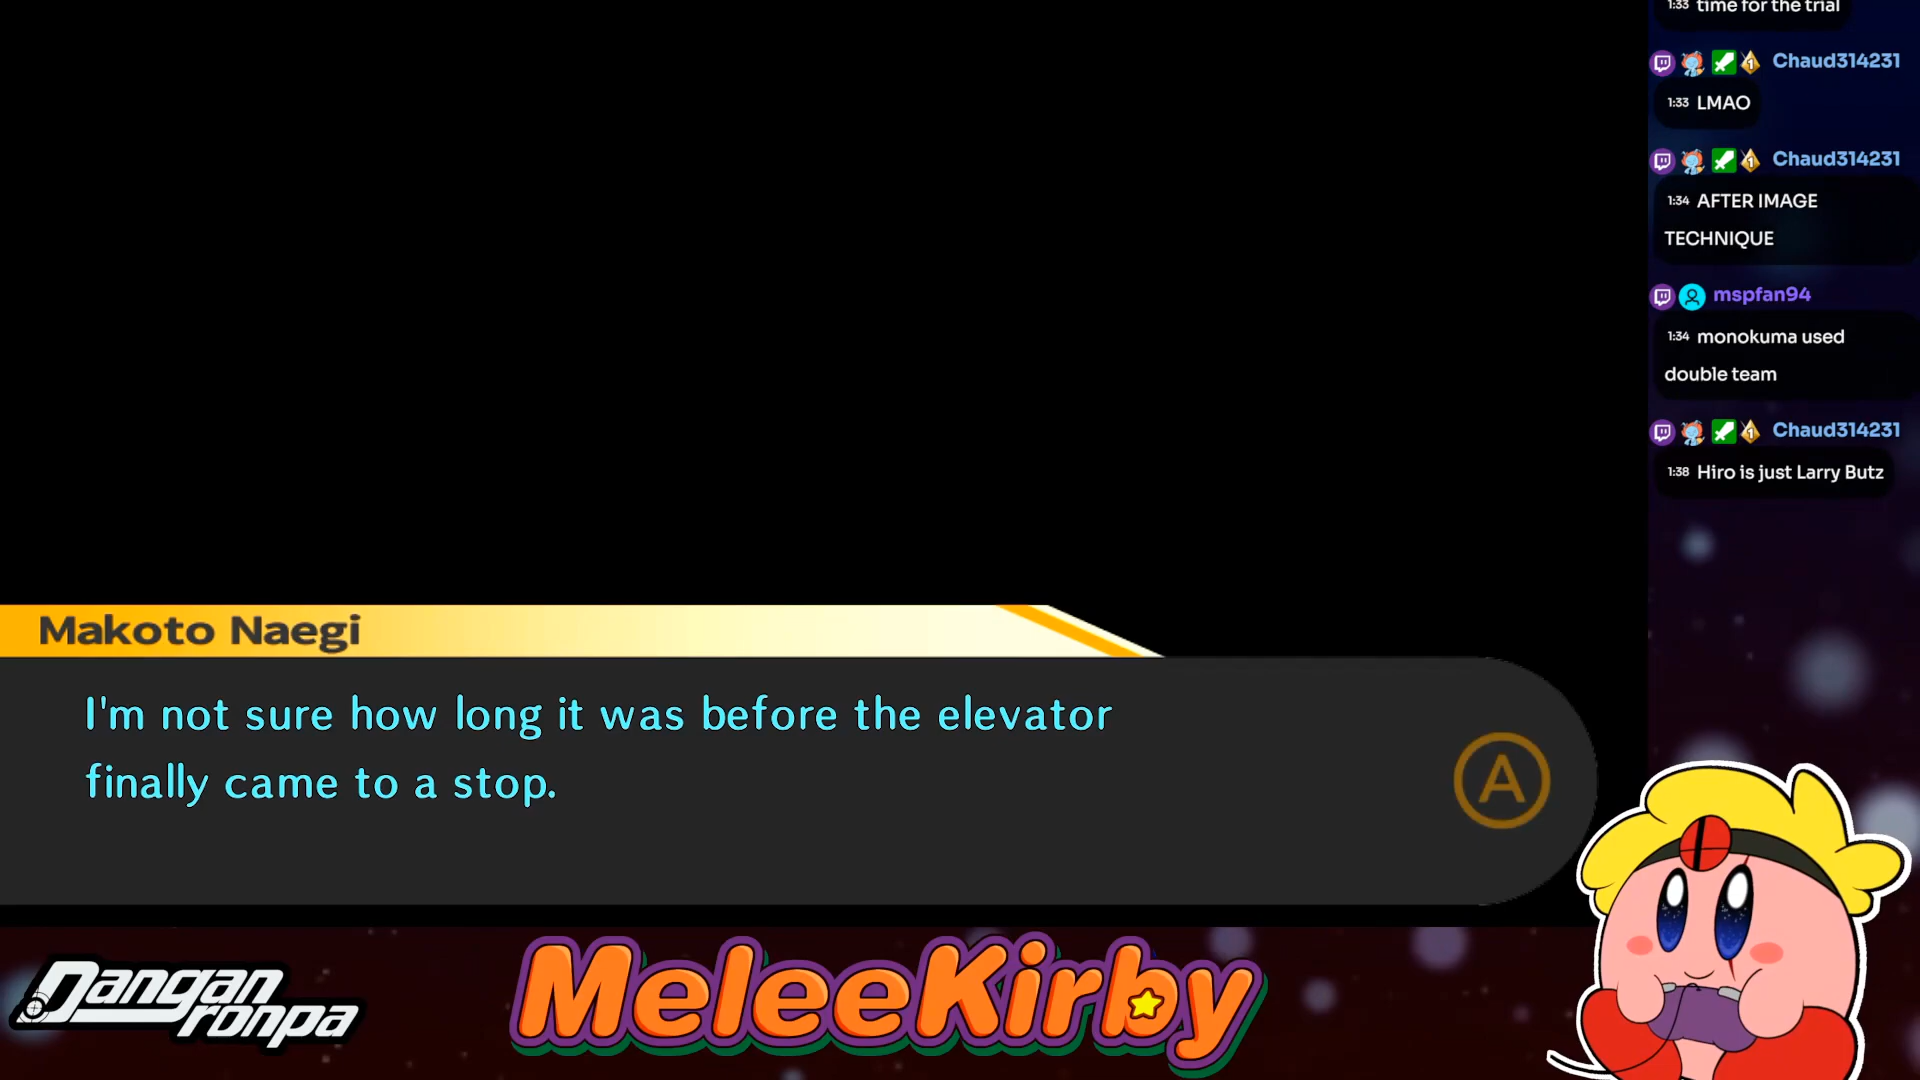 1:33 time for the trial
Chaud314231
1:33 LMAO
Chaud314231
1:34 AFTER IMAGE
TECHNIQUE
mspfan94
1:34 monokuma used
double team
Chaud314231
1:38 Hiro is just Larry Butz
Makoto Naegi
I'm not sure how long it was before the elevator
finally came to a stop.
A
Dangan
ronpa
MeleeKirby